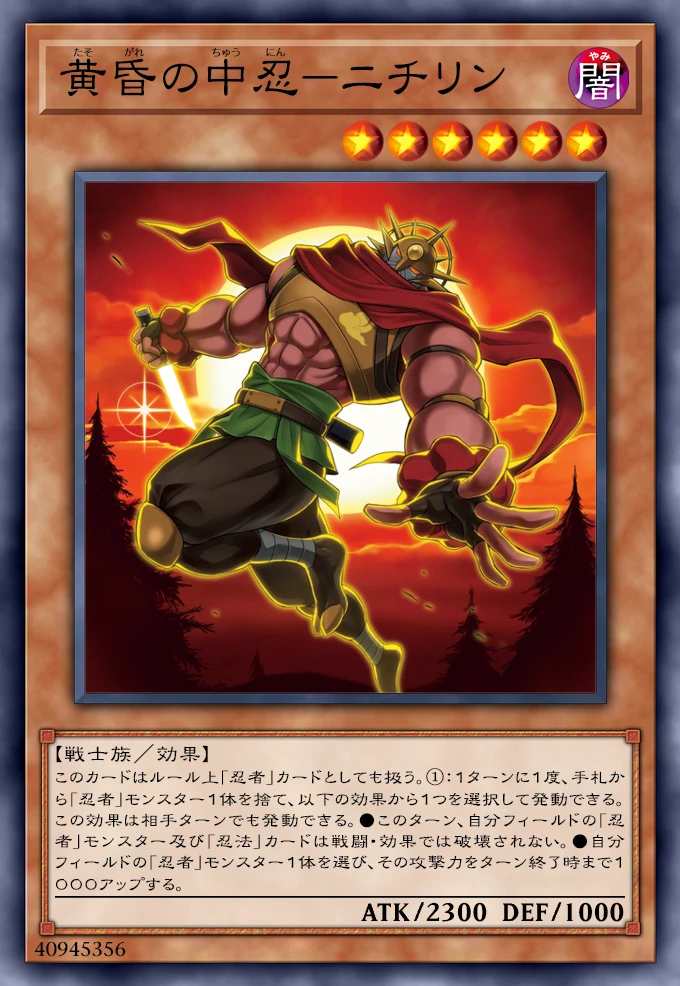 黄昏の中忍－ニチリン
たそ がれ ちゅう にん
闇
やみ
【戦士族／効果】
このカードはルール上「忍者」カードとしても扱う。①：1ターンに1度、手札か
ら「忍者」モンスター1体を捨て、以下の効果から1つを選択して発動できる。
この効果は相手ターンでも発動できる。●このターン、自分フィールドの「忍
者」モンスター及び「忍法」カードは戦闘・効果では破壊されない。●自分
フィールドの「忍者」モンスター1体を選び、その攻撃力をターン終了時まで1
０００アップする。
ATK/2300 DEF/1000
40945356